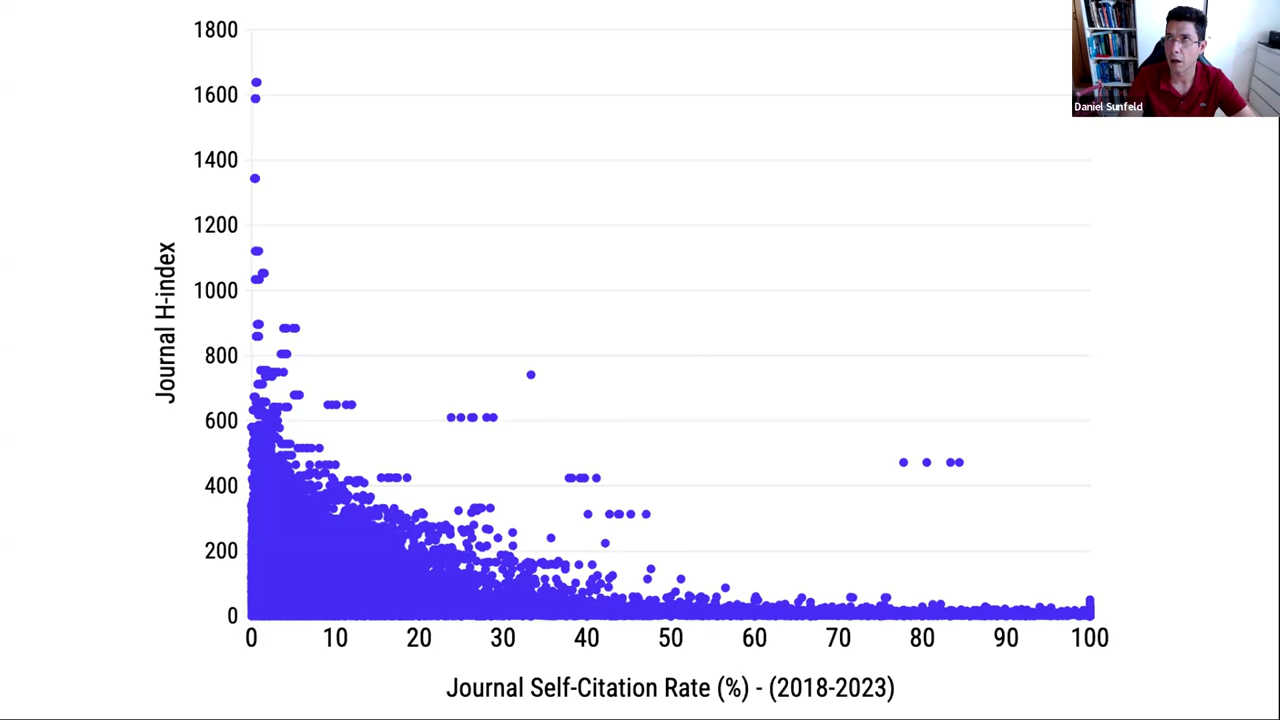 1800
1600
1400
1200
1000
800
600
400
200
0
Journal H-index
0 10 20 30 40 50 60 70 80 90 100
Journal Self-Citation Rate (%) - (2018-2023)
Daniel Sunfeld